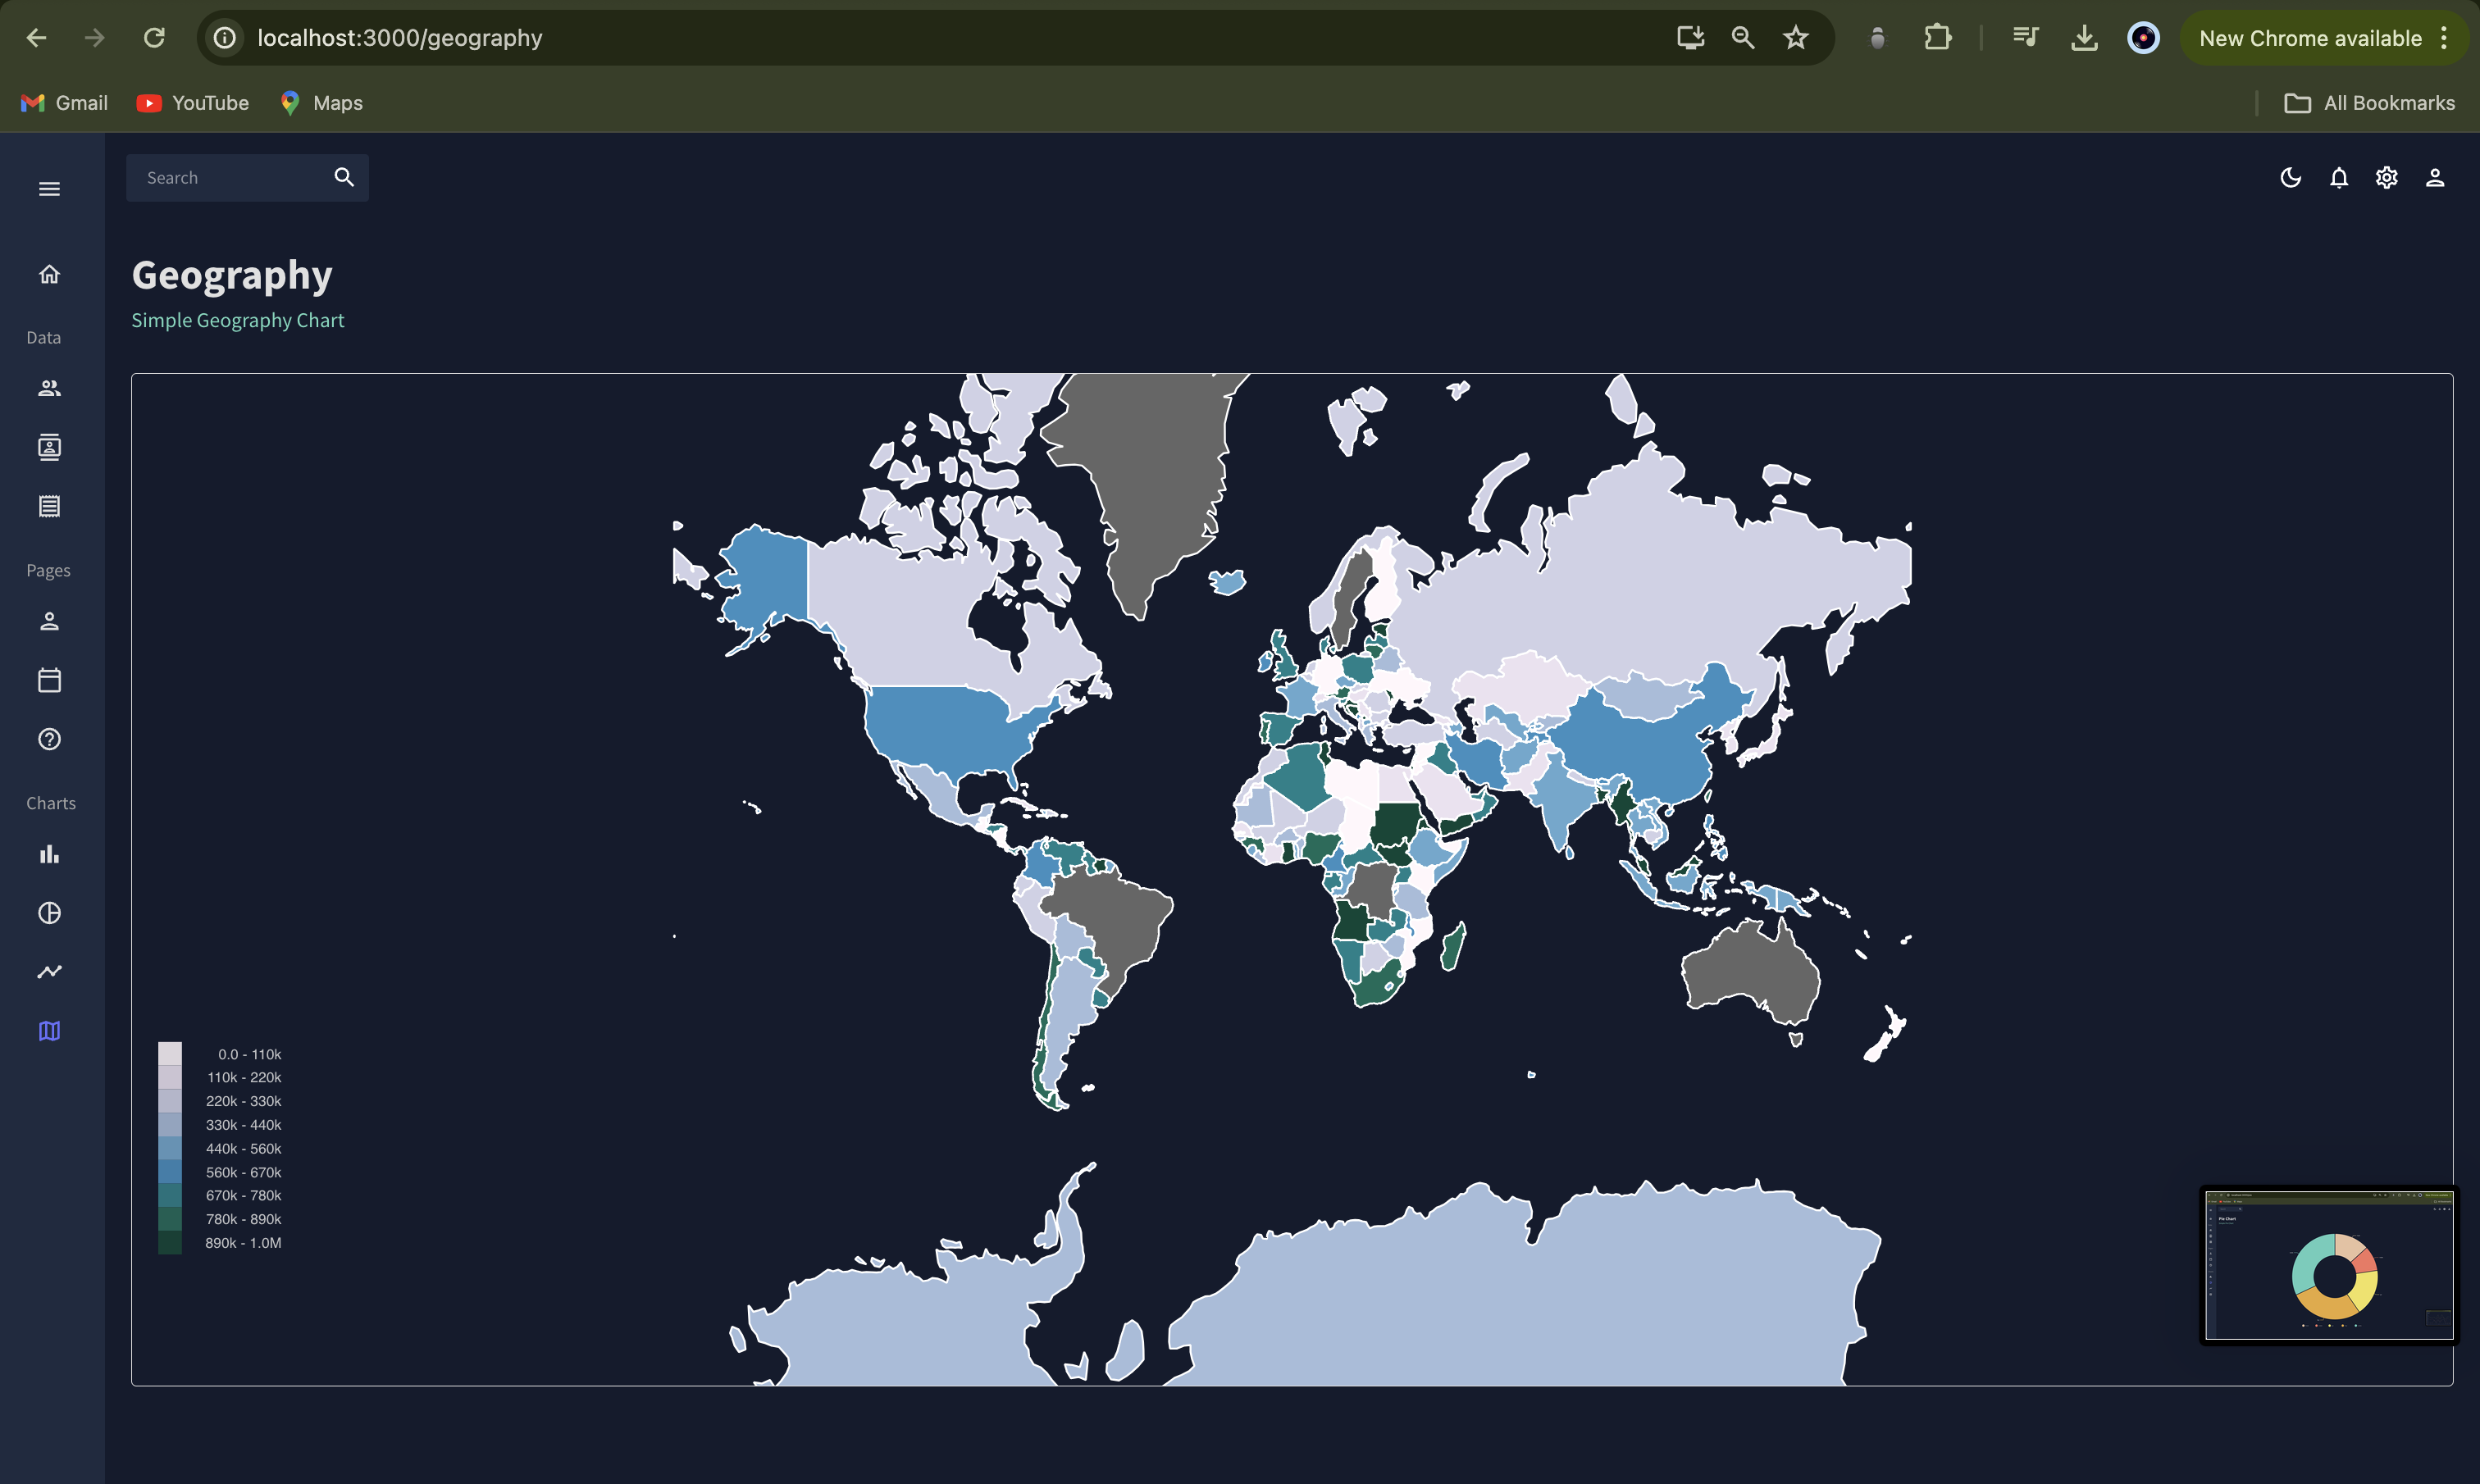 localhost:3000/geography
New Chrome available
Gmail
YouTube
Maps
All Bookmarks
Search
Geography
Simple Geography Chart
Data
Pages
Charts
0.0 - 110k
110k - 220k
220k - 330k
330k - 440k
440k - 560k
560k - 670k
670k - 780k
780k - 890k
890k - 1.0M
Pie Chart